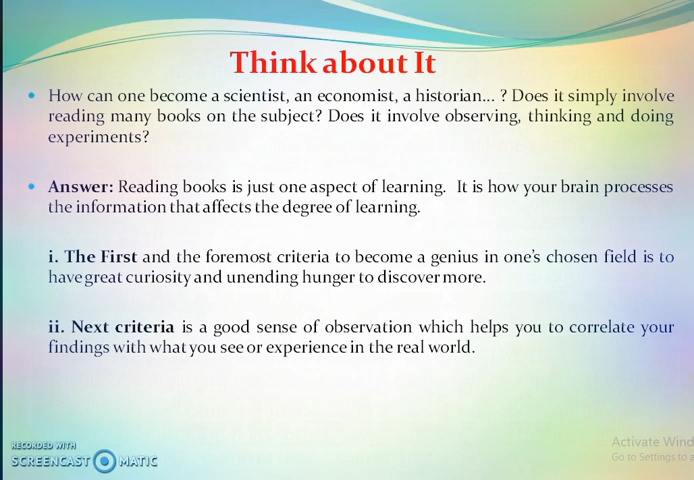 Think about It
• How can one become a scientist, an economist, a historian... ? Does it simply involve
reading many books on the subject? Does it involve observing, thinking and doing
experiments?
• Answer: Reading books is just one aspect of learning. It is how your brain processes
the information that affects the degree of learning.
i. The First and the foremost criteria to become a genius in one's chosen field is to
have great curiosity and unending hunger to discover more.
ii. Next criteria is a good sense of observation which helps you to correlate your
findings with what you see or experience in the real world.
RECORDED WITH
SCREENCAST MATIC
Activate Wind
Go to Settings to a